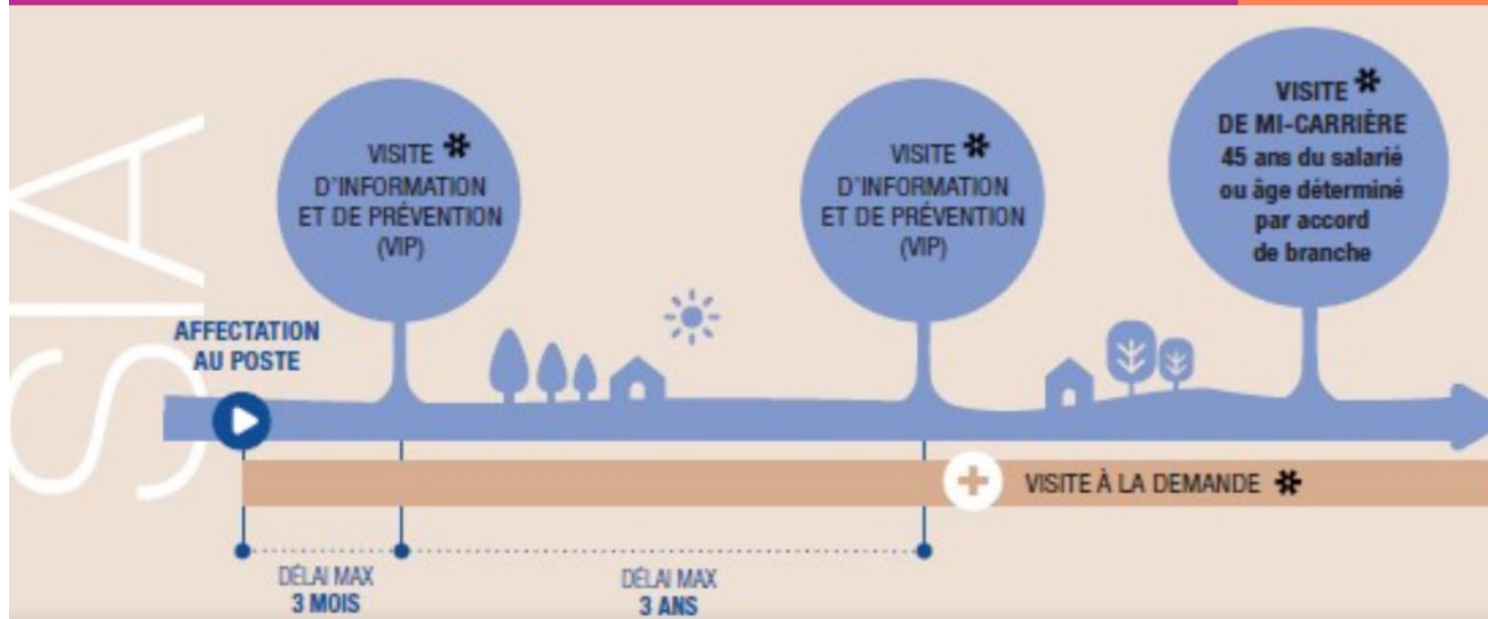 SIA
AFFECTATION
AU POSTE
VISITE *
D'INFORMATION
ET DE PRÉVENTION
(VIP)
VISITE *
D'INFORMATION
ET DE PRÉVENTION
(VIP)
VISITE *
DE MI-CARRIÈRE
45 ans du salarié
ou âge déterminé
par accord
de branche
VISITE À LA DEMANDE *
DÉLAI MAX
3 MOIS
DÉLAI MAX
3 ANS